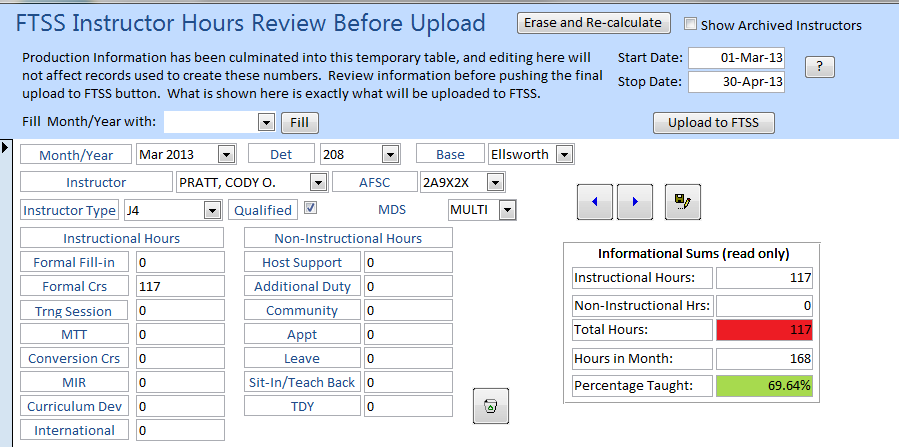 FTSS Instructor Hours Review Before Upload
Erase and Re-calculate
Show Archived Instructors
Production Information has been culminated into this temporary table, and editing here will
not affect records used to create these numbers. Review information before pushing the final
upload to FTSS button. What is shown here is exactly what will be uploaded to FTSS.
Start Date: 01-Mar-13
Stop Date: 30-Apr-13
?
Fill Month/Year with:
Fill
Upload to FTSS
Month/Year Mar 2013 Det 208 Base Ellsworth
Instructor PRATT, CODY O. AFSC 2A9X2X
Instructor Type J4 Qualified MDS MULTI
Instructional Hours
Formal Fill-in 0
Formal Crs 117
Trng Session 0
MTT 0
Conversion Crs 0
MIR 0
Curriculum Dev 0
International 0
Non-Instructional Hours
Host Support 0
Additional Duty 0
Community 0
Appt 0
Leave 0
Sit-In/Teach Back 0
TDY 0
Informational Sums (read only)
Instructional Hours: 117
Non-Instructional Hrs: 0
Total Hours: 117
Hours in Month: 168
Percentage Taught: 69.64%